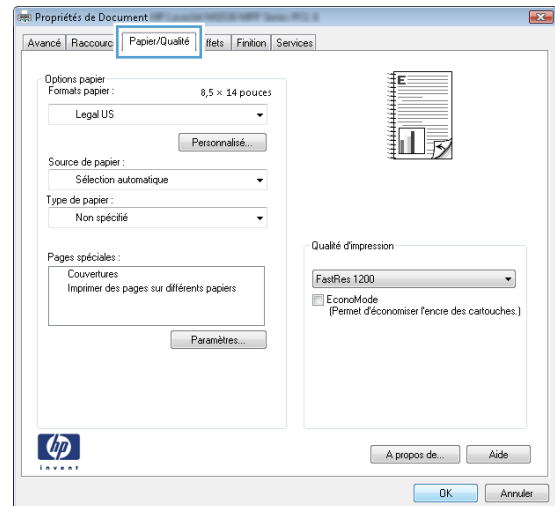 Propriétés de Document
Avancé Raccourc Papier/Qualité ffets Finition Services
Options papier
Formats papier : 8,5 × 14 pouces
Legal US
Personnalisé...
Source de papier :
Sélection automatique
Type de papier :
Non spécifié
Pages spéciales :
Couvertures
Imprimer des pages sur différents papiers
Paramètres...
E
Qualité d'impression
FastRes 1200
EconoMode
(Permet d'économiser l'encre des cartouches.)
hp
invent
A propos de... Aide
OK Annuler